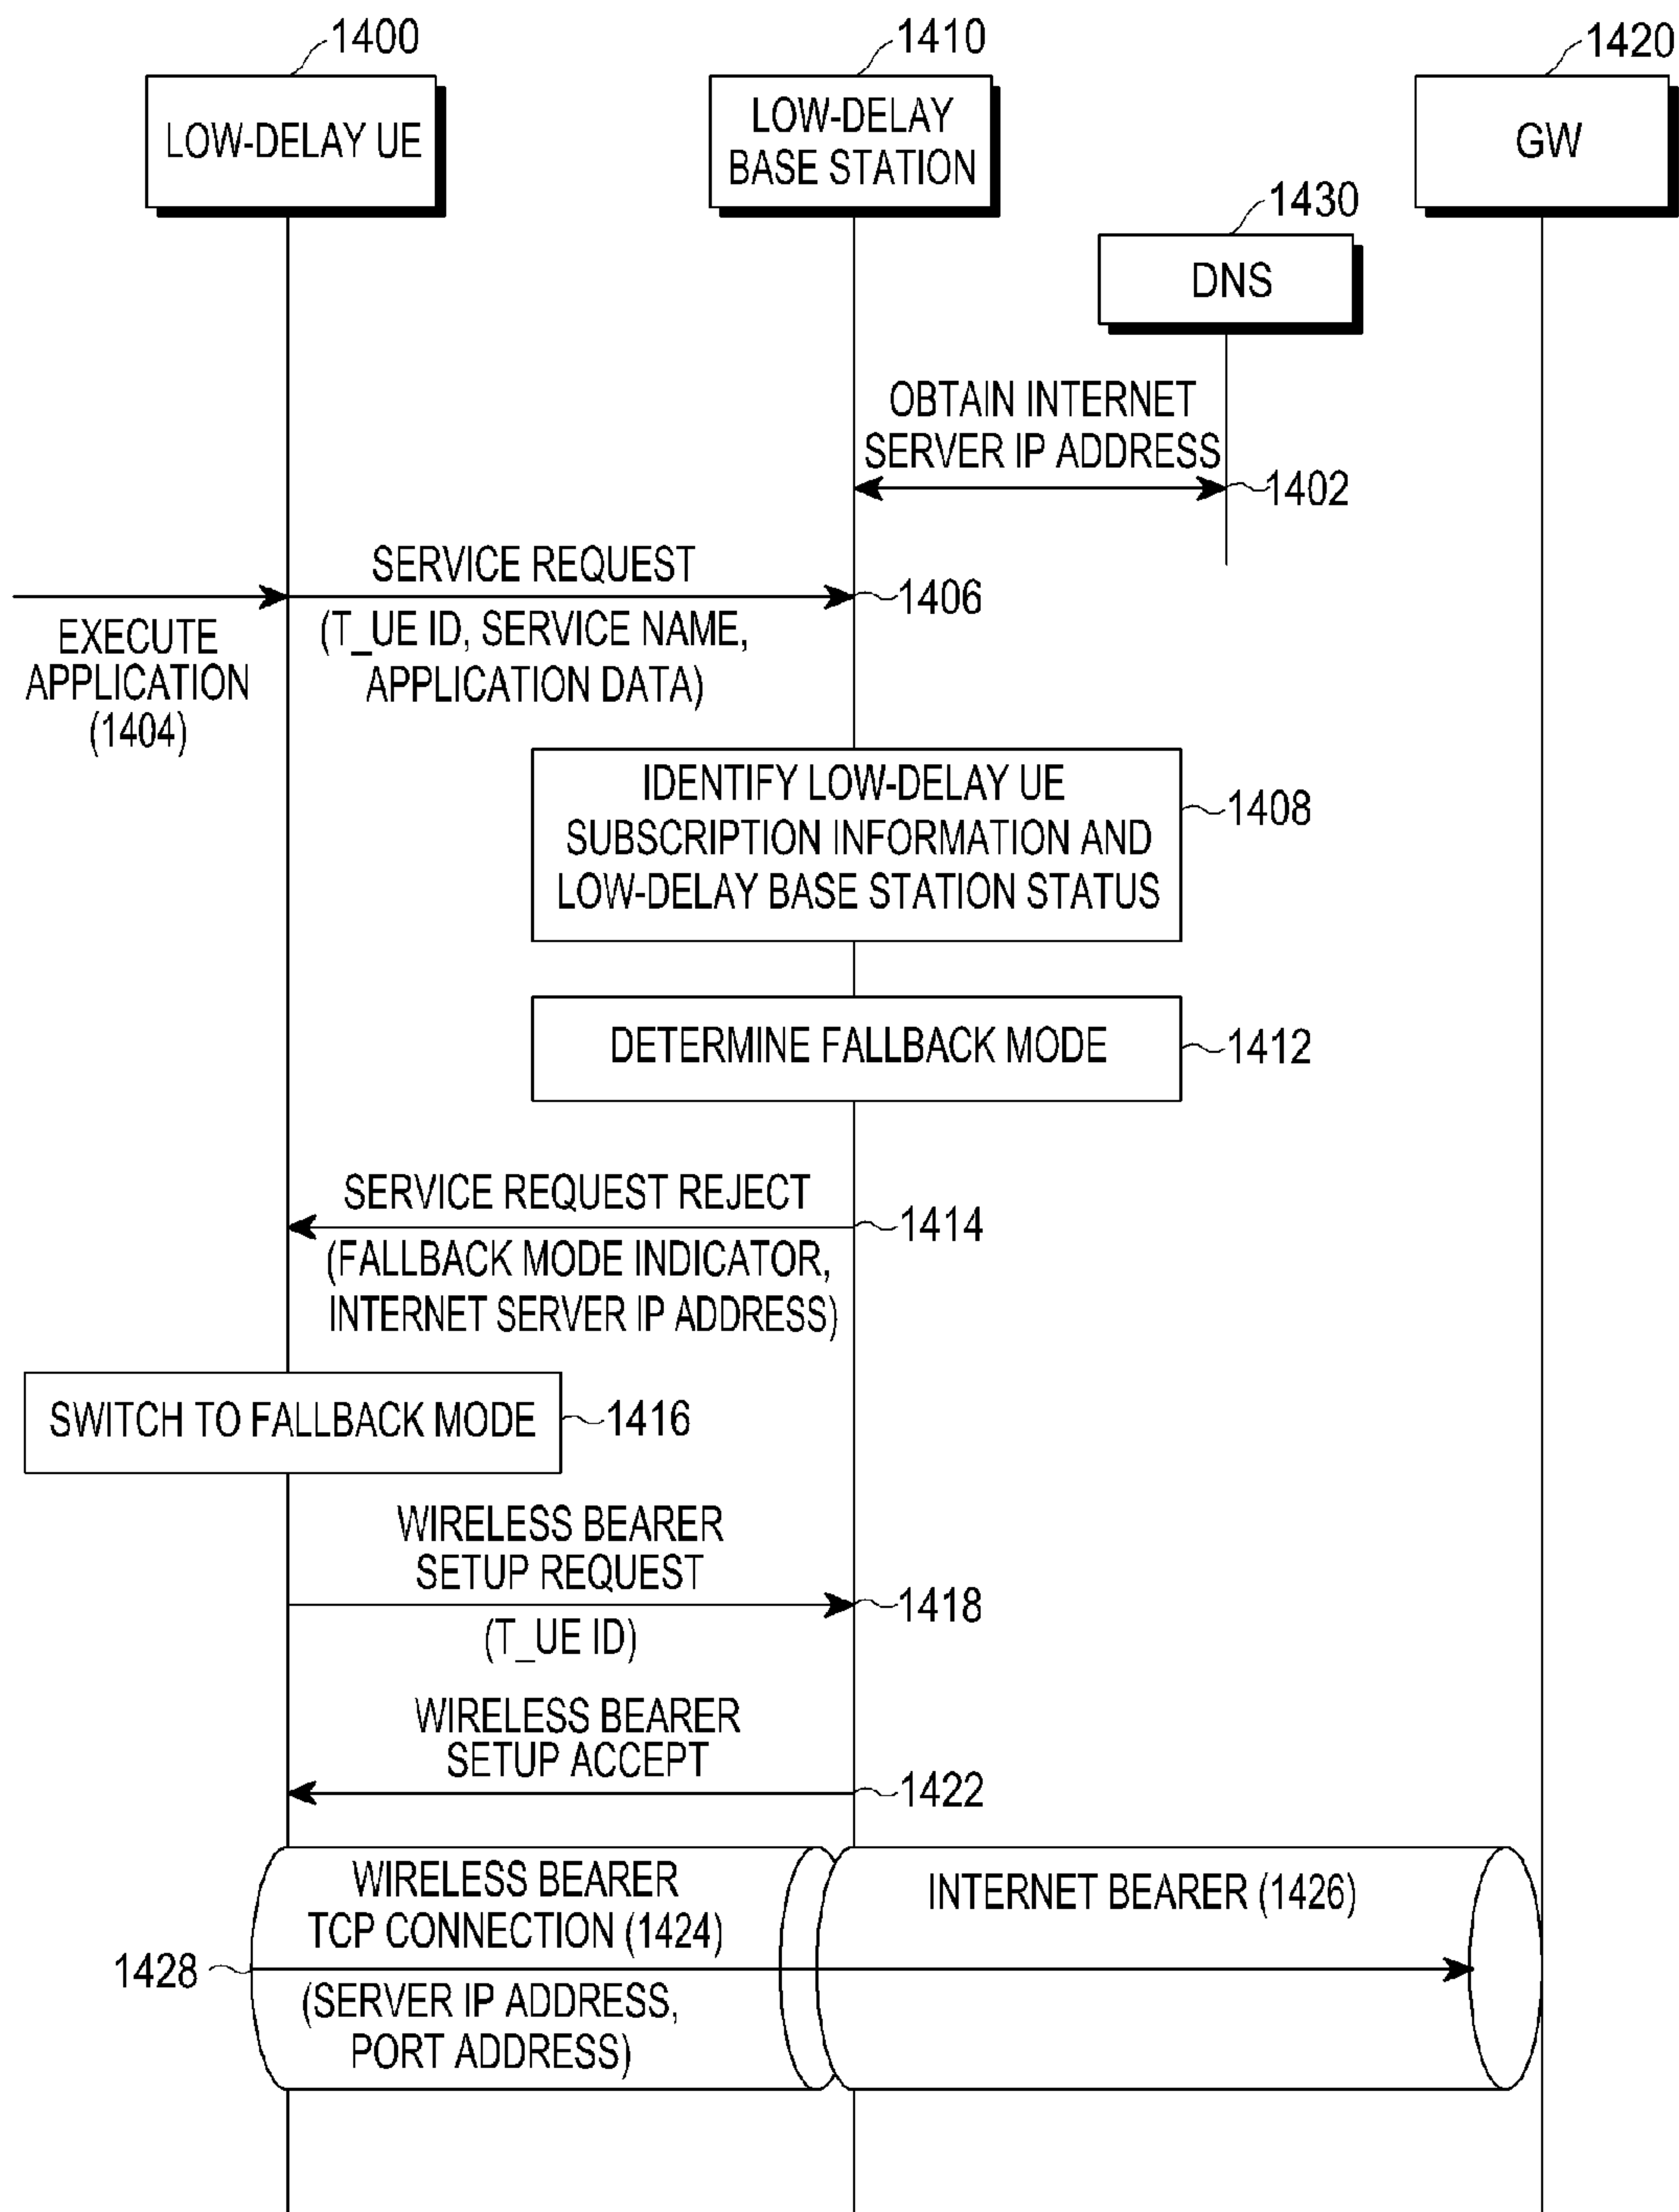 1400
1410
1420
LOW-DELAY UE
LOW-DELAY
BASE STATION
GW
1430
DNS
OBTAIN INTERNET
SERVER IP ADDRESS
1402
SERVICE REQUEST
1406
(T_UE ID, SERVICE NAME,
APPLICATION DATA)
EXECUTE
APPLICATION
(1404)
IDENTIFY LOW-DELAY UE
SUBSCRIPTION INFORMATION AND
LOW-DELAY BASE STATION STATUS
1408
DETERMINE FALLBACK MODE
1412
SERVICE REQUEST REJECT
1414
(FALLBACK MODE INDICATOR,
INTERNET SERVER IP ADDRESS)
SWITCH TO FALLBACK MODE
1416
WIRELESS BEARER
SETUP REQUEST
1418
(T_UE ID)
WIRELESS BEARER
SETUP ACCEPT
1422
WIRELESS BEARER
TCP CONNECTION (1424)
INTERNET BEARER (1426)
1428
(SERVER IP ADDRESS,
PORT ADDRESS)